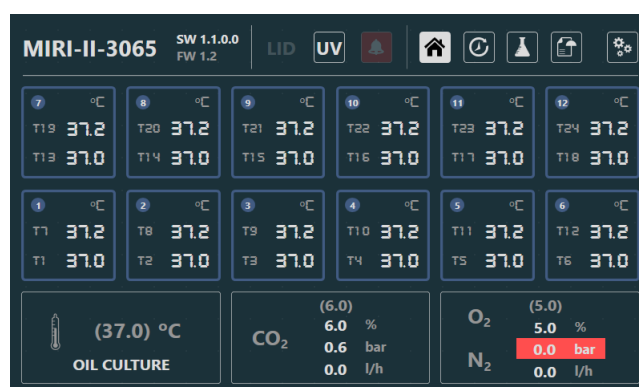 MIRI-II-3065 SW 1.1.0.0 LID UV
FW 1.2
7 °C 8 °C 9 °C 10 °C 11 °C 12 °C
T19 37.2 T20 37.2 T21 37.2 T22 37.2 T23 37.2 T24 37.2
T13 37.0 T14 37.0 T15 37.0 T16 37.0 T17 37.0 T18 37.0
1 °C 2 °C 3 °C 4 °C 5 °C 6 °C
T7 37.2 T8 37.2 T9 37.2 T10 37.2 T11 37.2 T12 37.2
T1 37.0 T2 37.0 T3 37.0 T4 37.0 T5 37.0 T6 37.0
(37.0) °C
OIL CULTURE
(6.0)
CO₂ 6.0 %
0.6 bar
0.0 l/h
(5.0)
O₂ 5.0 %
0.0 bar
N₂ 0.0 l/h